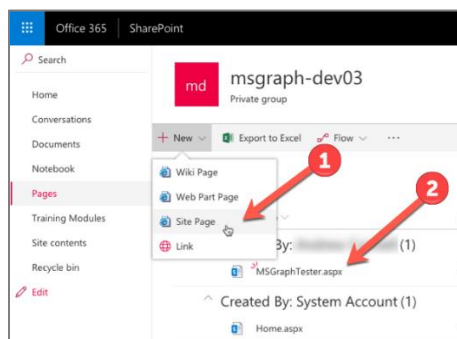 Office 365 SharePoint
Search
Home
Conversations
Documents
Notebook
Pages
Training Modules
Site contents
Recycle bin
Edit
md
msgraph-dev03
Private group
New Export to Excel Flow ...
Wiki Page
Web Part Page
Site Page
Link
1
2
By: (1)
MSGraphTester.aspx
Created By: System Account (1)
Home.aspx